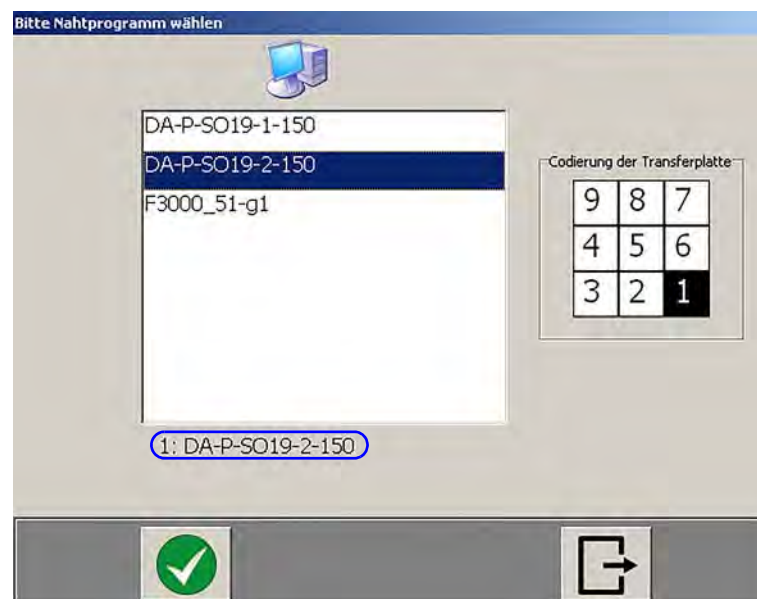 Bitte Nahtprogramm wählen
DA-P-SO19-1-150
DA-P-SO19-2-150
F3000_51-g1
Codierung der Transferplatte
9 8 7
4 5 6
3 2 1
1: DA-P-SO19-2-150